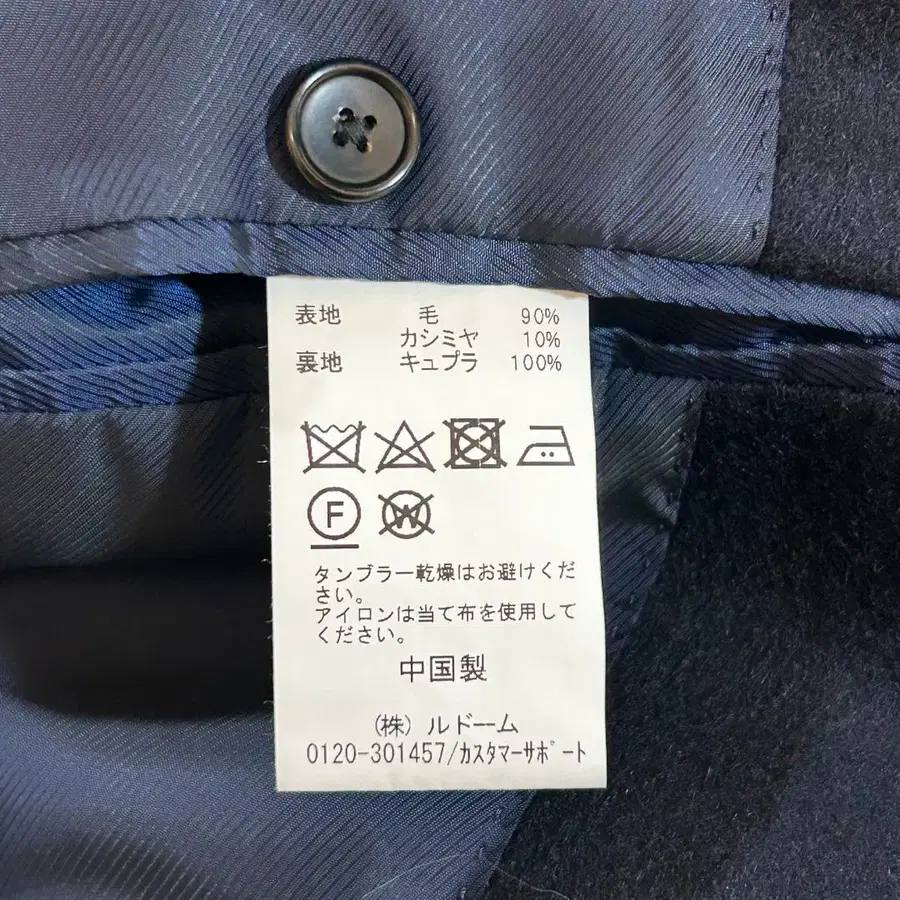 表地 毛 90%
カシミヤ 10%
裏地 キュプラ 100%
F W
タンブラー乾燥はお避けくだ
さい。
アイロンは当て布を使用して
ください。
中国製
(株) ルドーム
0120-301457/ｶｽﾀﾏｰｻﾎﾟｰﾄ